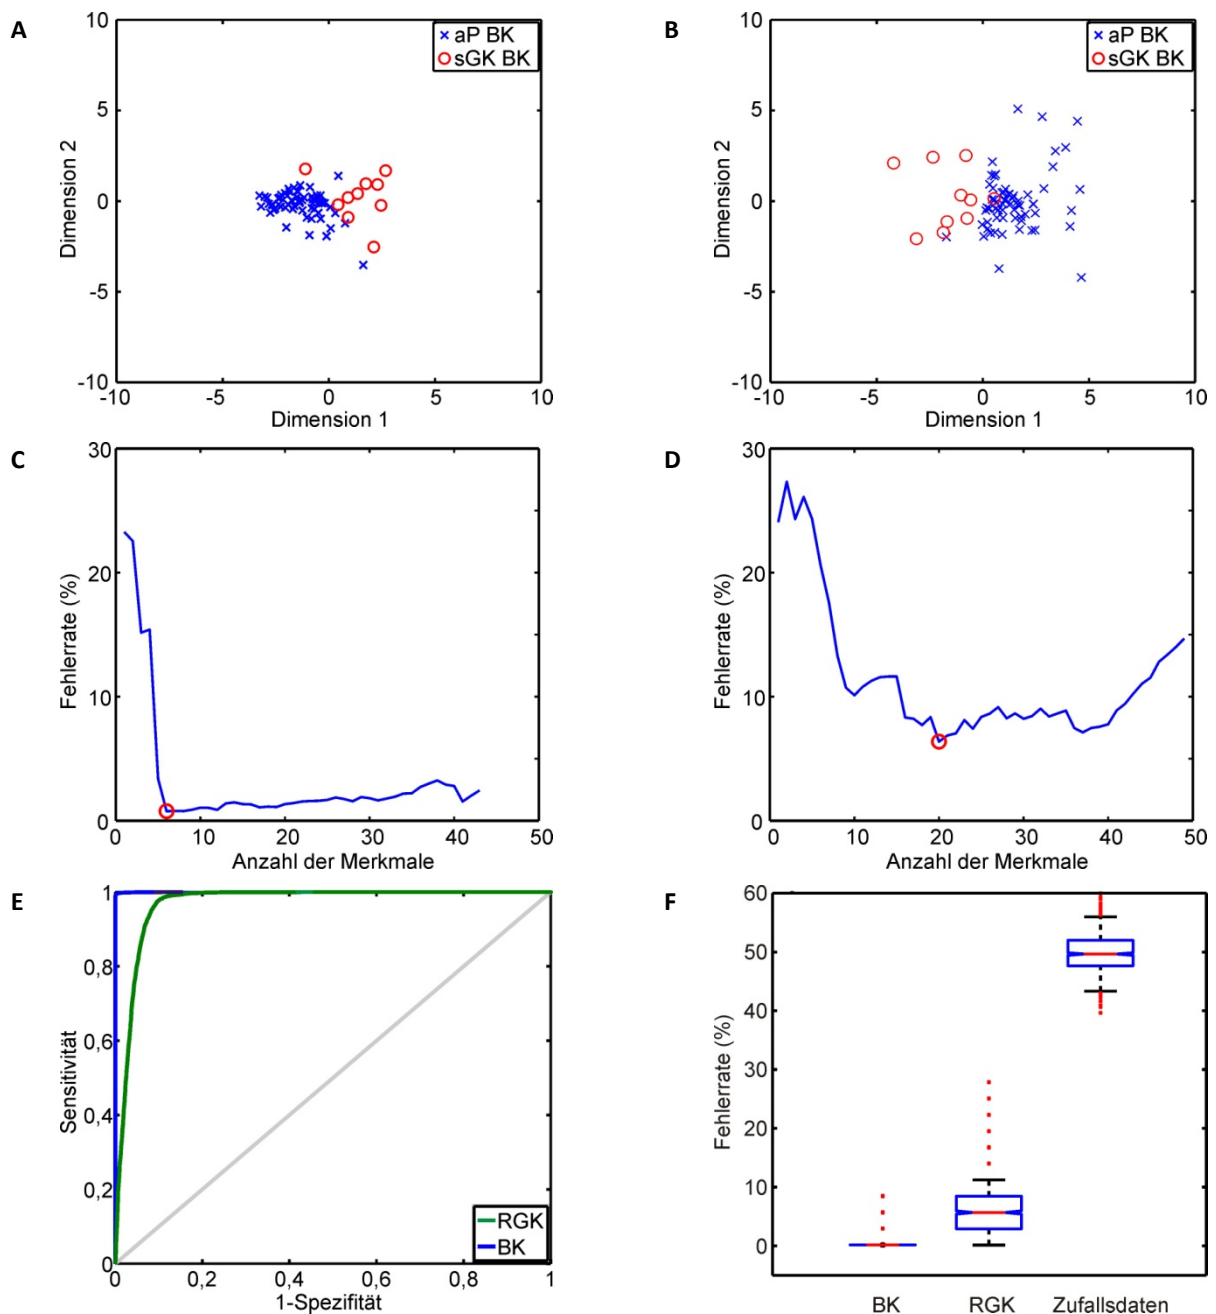 A
10
5
0
-5
-10
Dimension 2
-10
-5
0
5
10
Dimension 1
aP BK
sGK BK
B
10
5
0
-5
-10
Dimension 2
-10
-5
0
5
10
Dimension 1
aP BK
sGK BK
C
30
20
10
0
Fehlerrate (%)
0
10
20
30
40
50
Anzahl der Merkmale
D
30
20
10
0
Fehlerrate (%)
0
10
20
30
40
50
Anzahl der Merkmale
E
1
0,8
0,6
0,4
0,2
0
Sensitivität
0
0,2
0,4
0,6
0,8
1
1-Spezifität
RGK
BK
F
60
50
40
30
20
10
0
Fehlerrate (%)
BK
RGK
Zufallsdaten